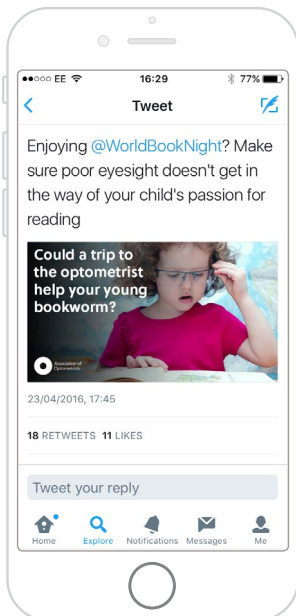 EE 16:29 77%
Tweet
Enjoying @WorldBookNight? Make
sure poor eyesight doesn't get in
the way of your child's passion for
reading
Could a trip to
the optometrist
help your young
bookworm?
Association of
Optometrists
23/04/2016, 17:45
18 RETWEETS 11 LIKES
Tweet your reply
Home Explore Notifications Messages Me